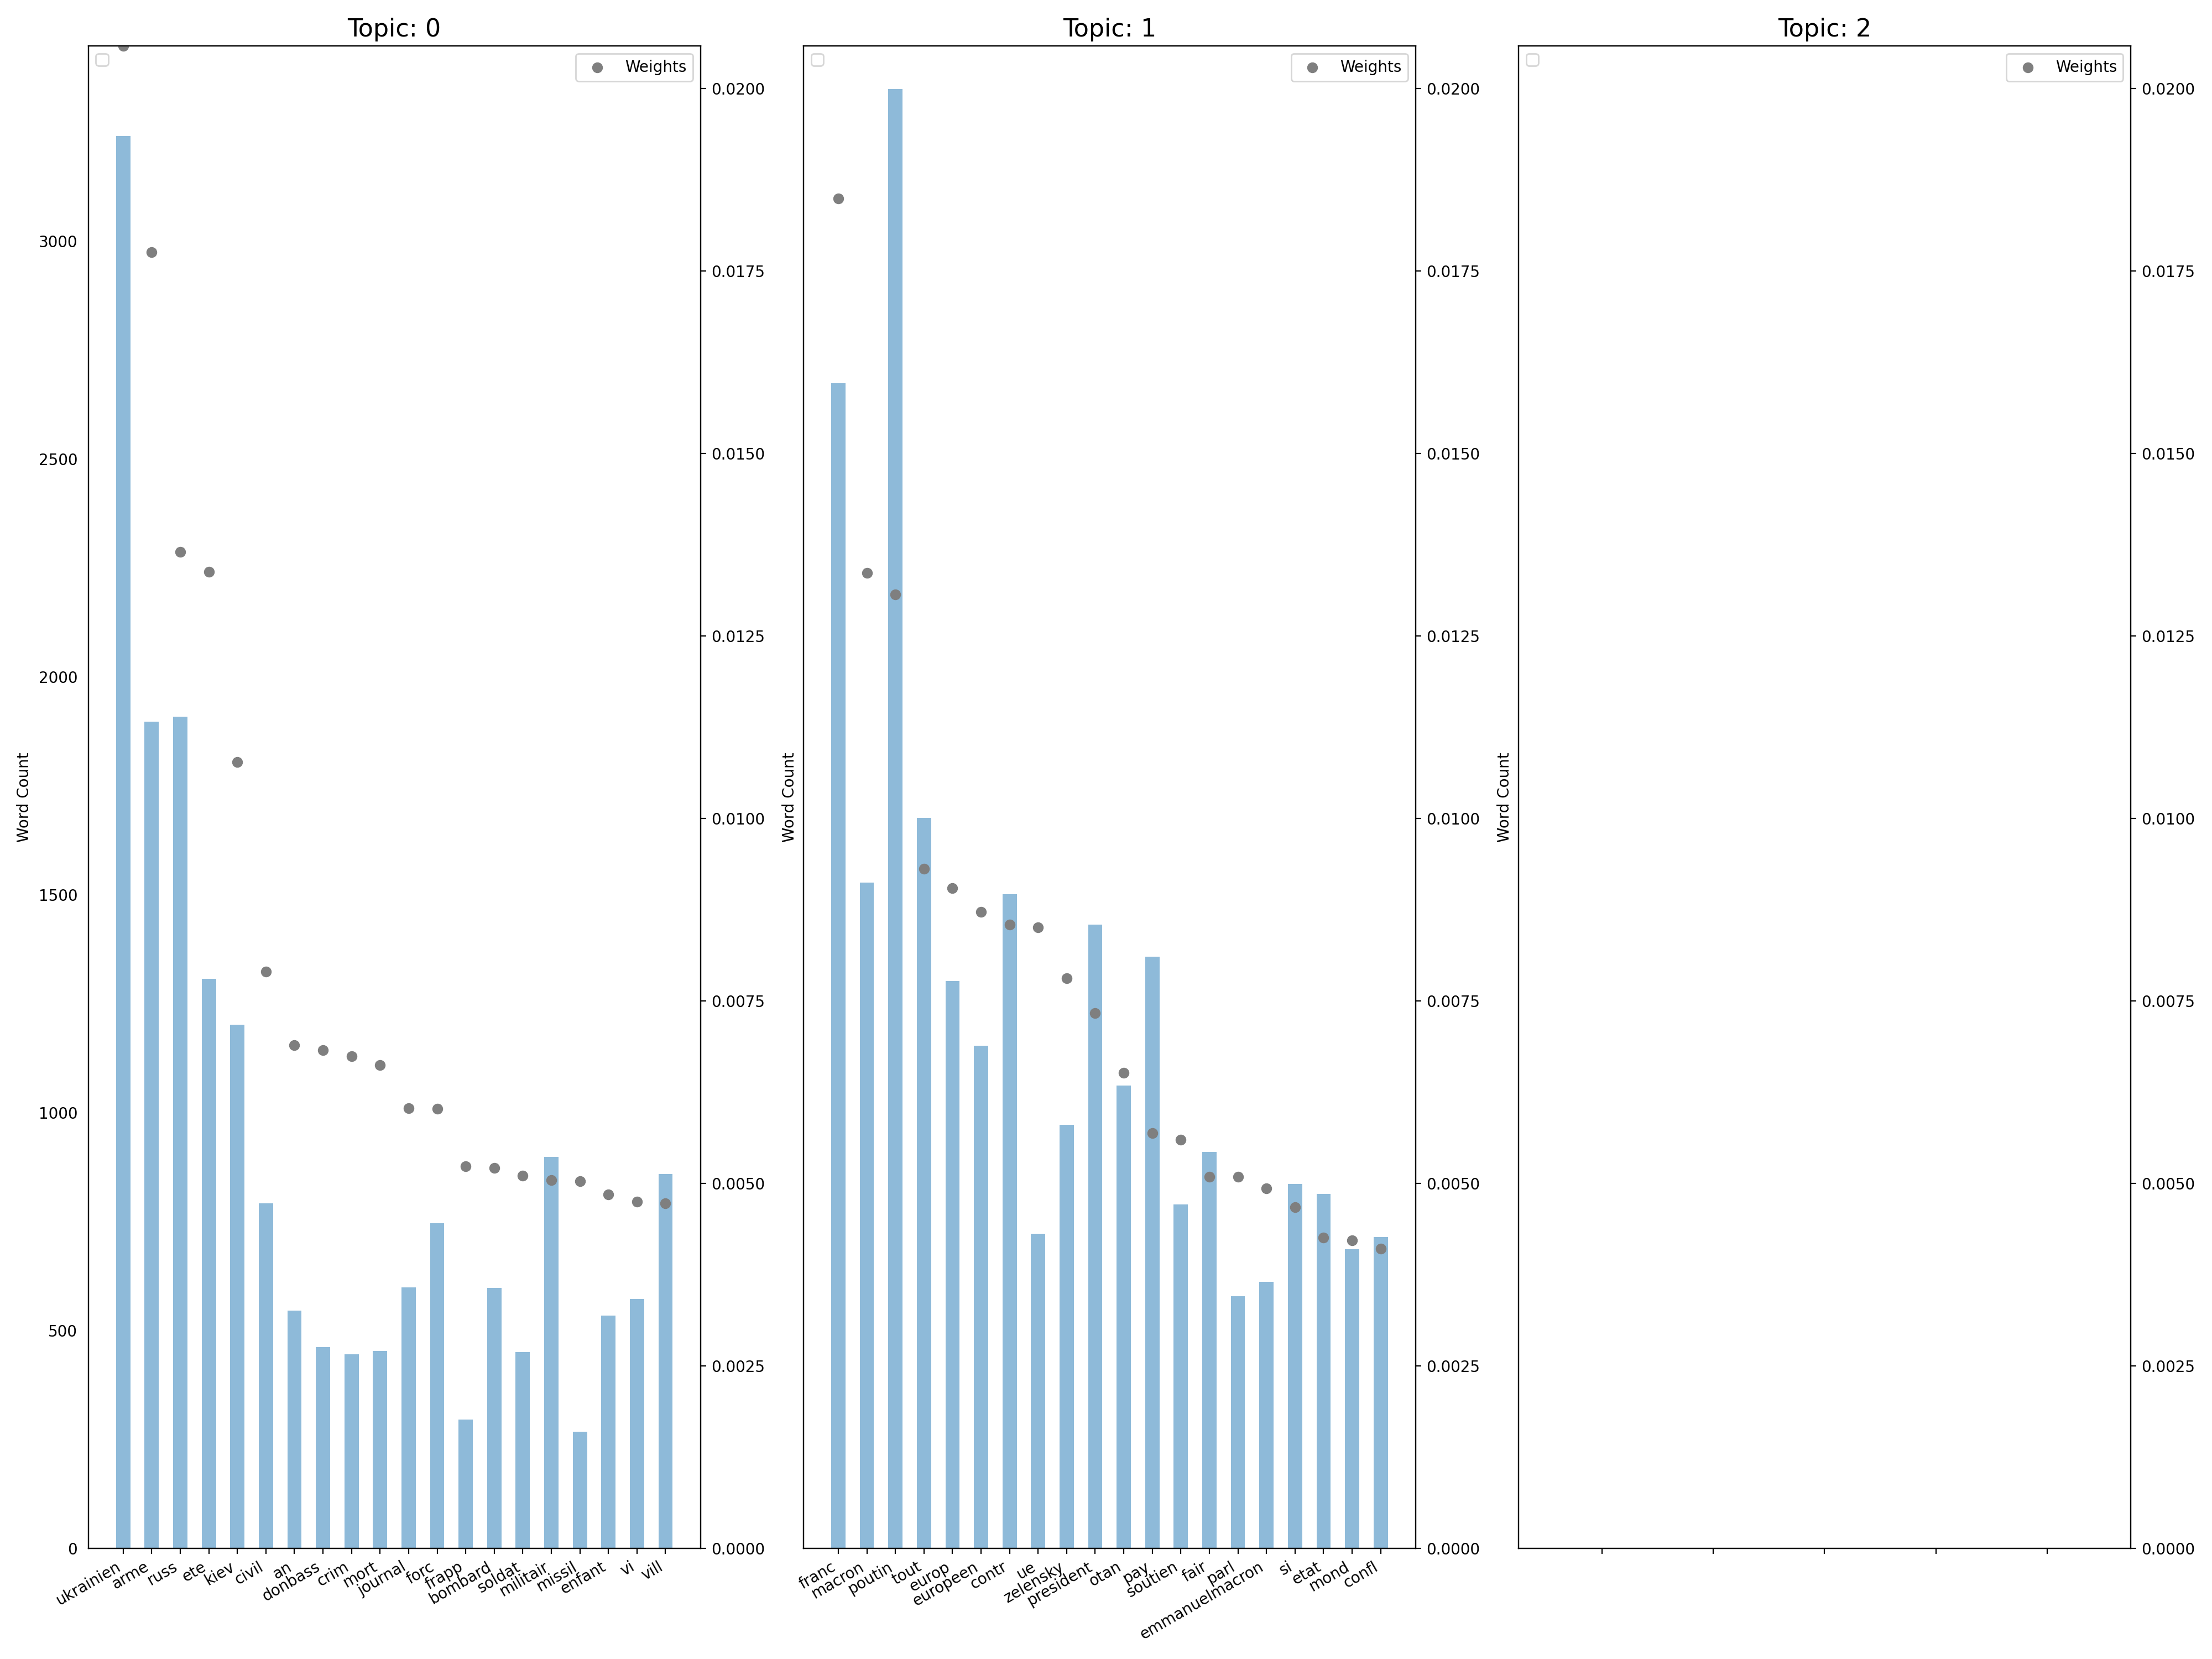 Topic: 0
Weights
Word Count
3000
2500
2000
1500
1000
500
0
0.0200
0.0175
0.0150
0.0125
0.0100
0.0075
0.0050
0.0025
0.0000
ukrainien
arme
russ
ete
kiev
civil
an
donbass
crim
mort
journal
forc
frapp
bombard
soldat
militair
missil
enfant
vi
vill
Topic: 1
Weights
Word Count
0.0200
0.0175
0.0150
0.0125
0.0100
0.0075
0.0050
0.0025
0.0000
franc
macron
poutin
tout
europ
europeen
contr
ue
zelensky
president
otan
pay
soutien
fair
parl
emmanuelmacron
si
etat
mond
confl
Topic: 2
Weights
Word Count
0.0200
0.0175
0.0150
0.0125
0.0100
0.0075
0.0050
0.0025
0.0000